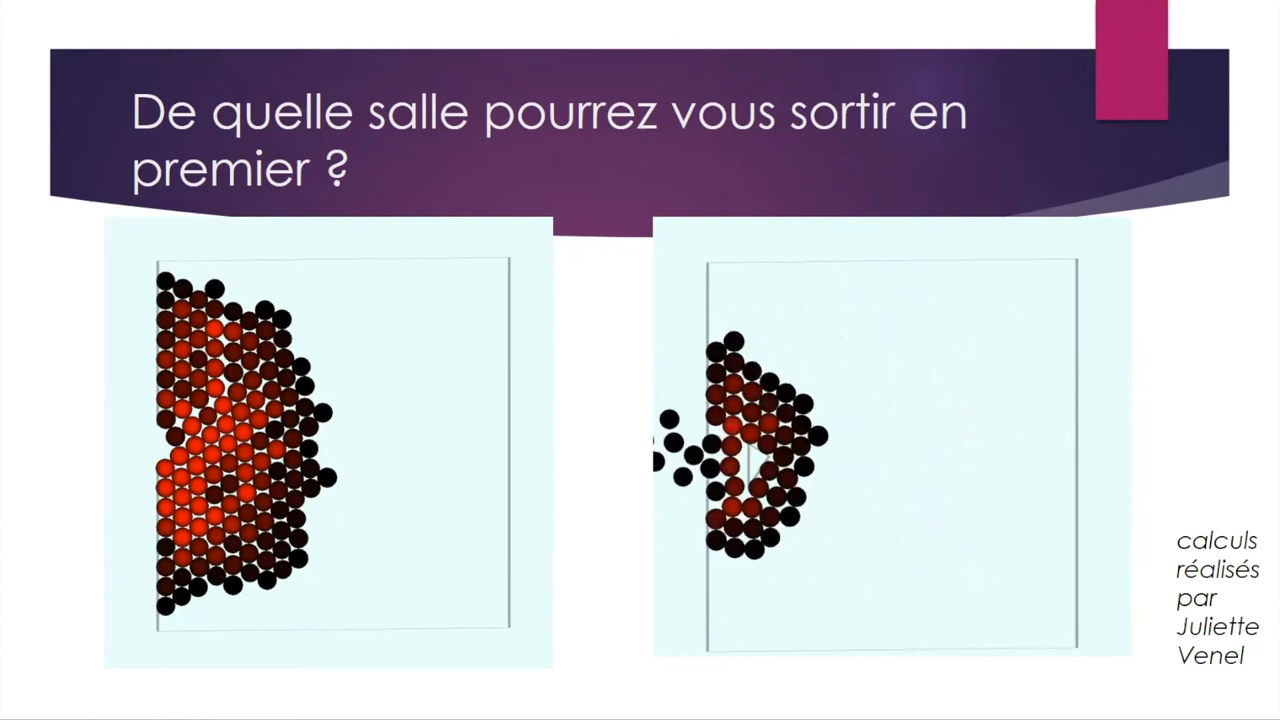 De quelle salle pourrez vous sortir en
premier ?
calculs
réalisés
par
Juliette
Venel